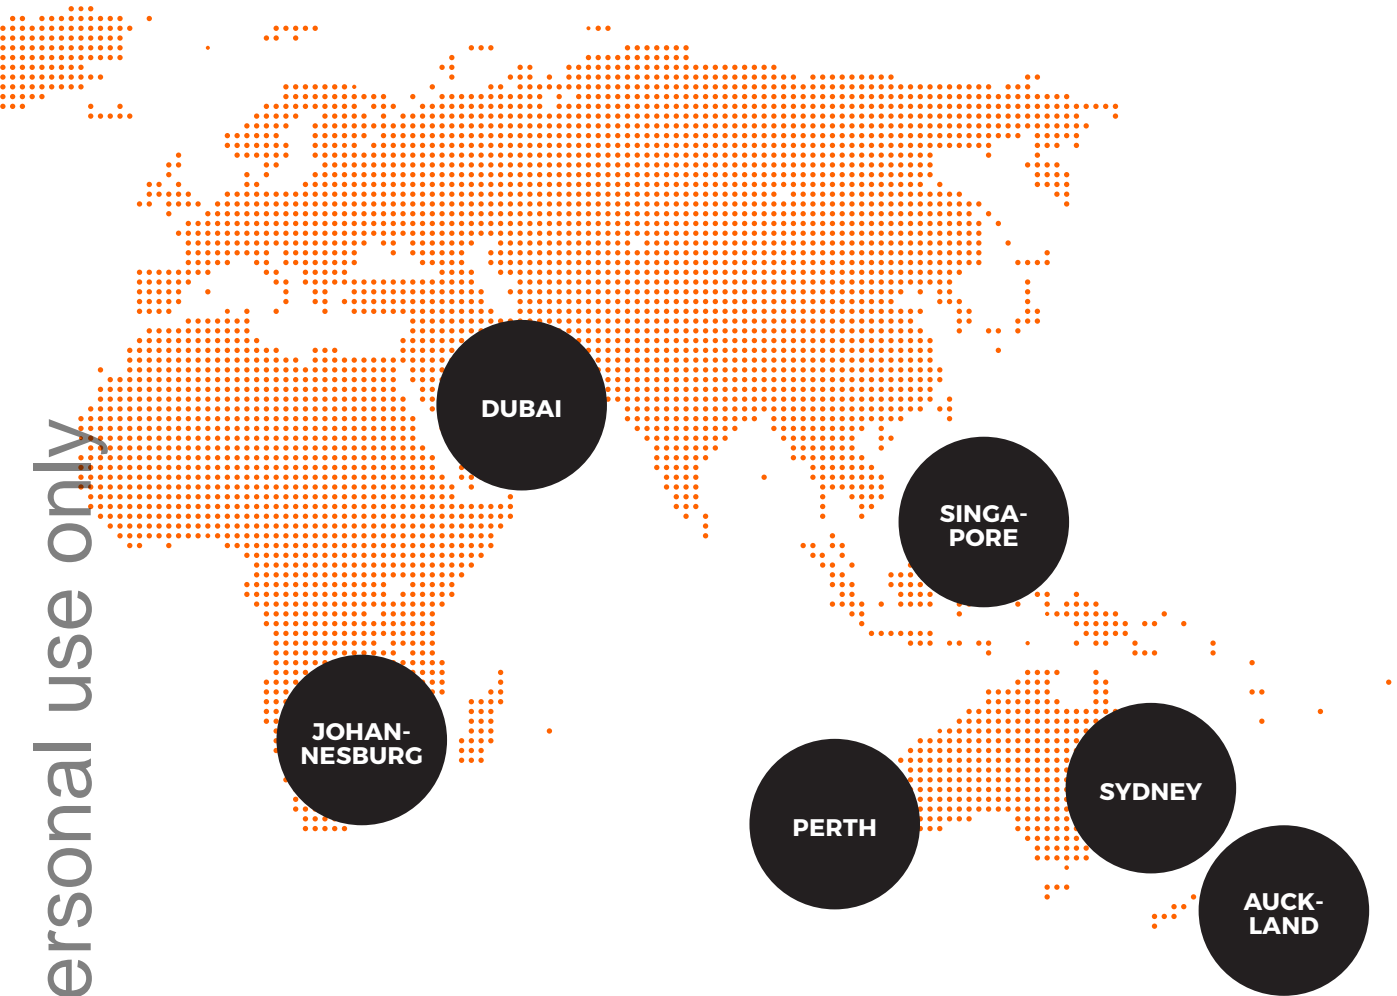 DUBAI
SINGA-
PORE
JOHAN-
NESBURG
PERTH
SYDNEY
AUCK-
LAND
ersonal use only